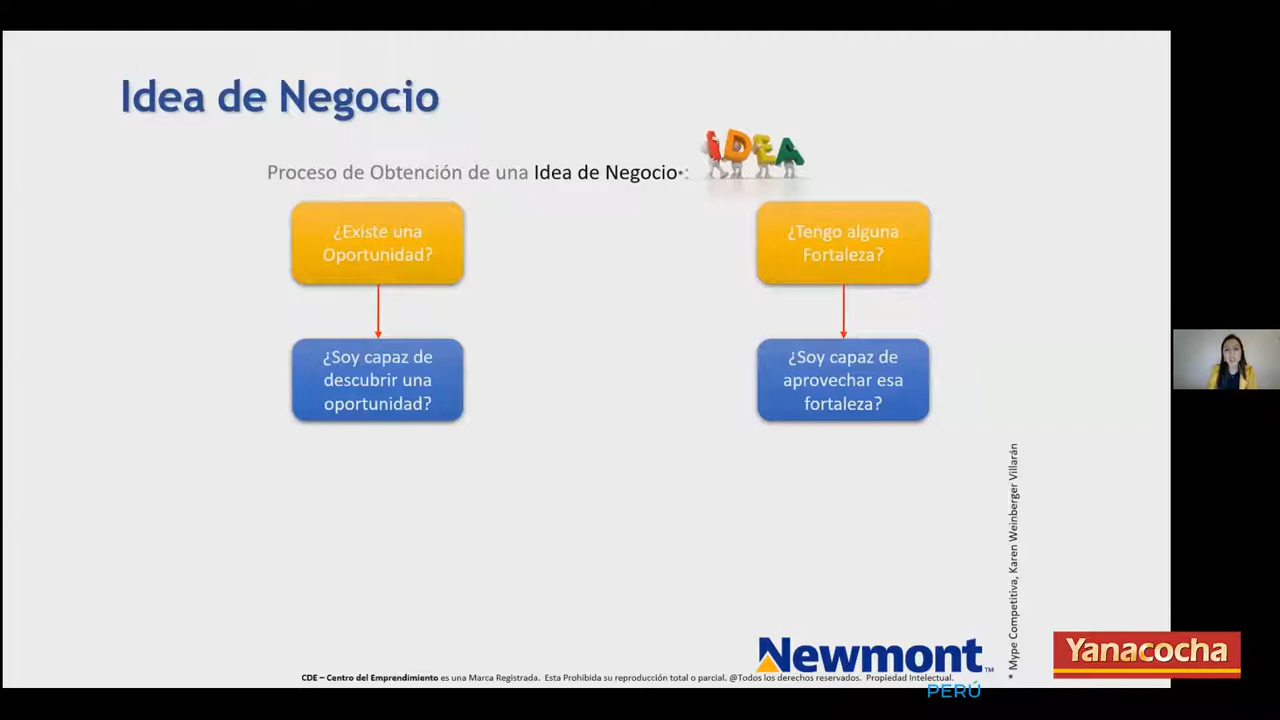 Idea de Negocio
IDEA
Proceso de Obtención de una Idea de Negocio*:
¿Existe una
Oportunidad?
¿Tengo alguna
Fortaleza?
¿Soy capaz de
descubrir una
oportunidad?
¿Soy capaz de
aprovechar esa
fortaleza?
* Mype Competitiva, Karen Weinberger Villarán
Newmont™
PERÚ
Yanacocha
CDE – Centro del Emprendimiento es una Marca Registrada. Esta Prohibida su reproducción total o parcial. @Todos los derechos reservados. Propiedad Intelectual.